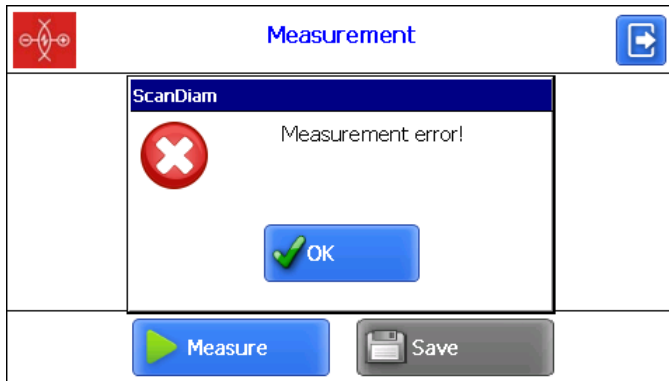 Measurement
ScanDiam
Measurement error!
OK
Measure
Save